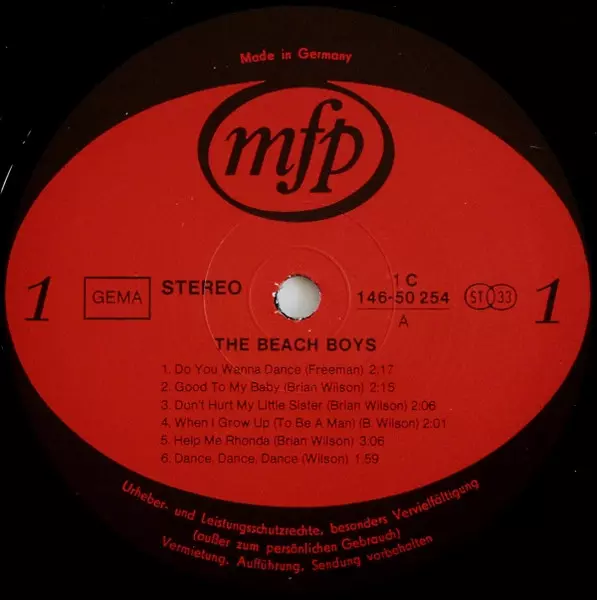 Made in Germany
mfp
1 GEMA STEREO 1 C
146-50 254 ST 33 1
A
THE BEACH BOYS
1. Do You Wanna Dance (Freeman) 2:17
2. Good To My Baby (Brian Wilson) 2:15
3. Dun't Hurt My Little Sister (Brian Wilson) 2:06
4. When I Grow Up (To Be A Man) (B. Wilson) 2:01
5. Help Me Rhonda (Brian Wilson) 3:06
6. Dance, Dance, Dance (Wilson) 1:59
Urheber- und Leistungsschutzrechte, besonders Vervielfältigung
(außer zum persönlichen Gebrauch)
Vermietung, Aufführung, Sendung vorbehalten